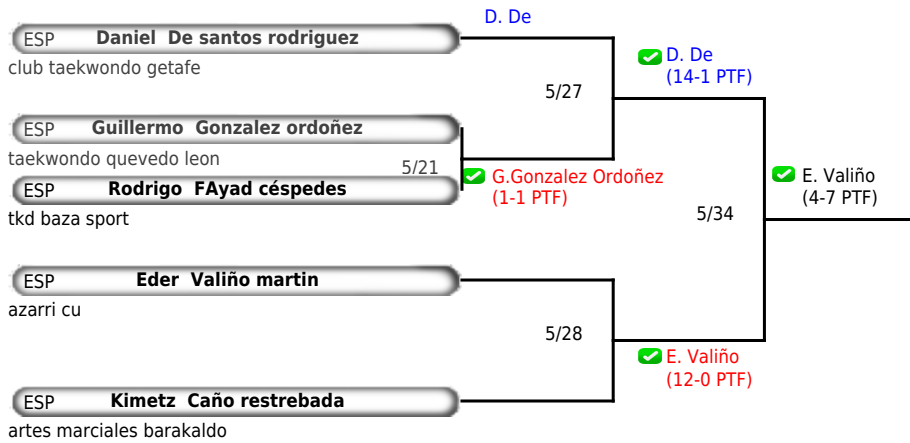 D. De
ESP Daniel De santos rodriguez
club taekwondo getafe
D. De
(14-1 PTF)
5/27
ESP Guillermo Gonzalez ordoñez
taekwondo quevedo leon
5/21
G.Gonzalez Ordoñez
(1-1 PTF)
ESP Rodrigo FAyad céspedes
tkd baza sport
E. Valiño
(4-7 PTF)
5/34
ESP Eder Valiño martin
azarri cu
5/28
E. Valiño
(12-0 PTF)
ESP Kimetz Caño restrebada
artes marciales barakaldo